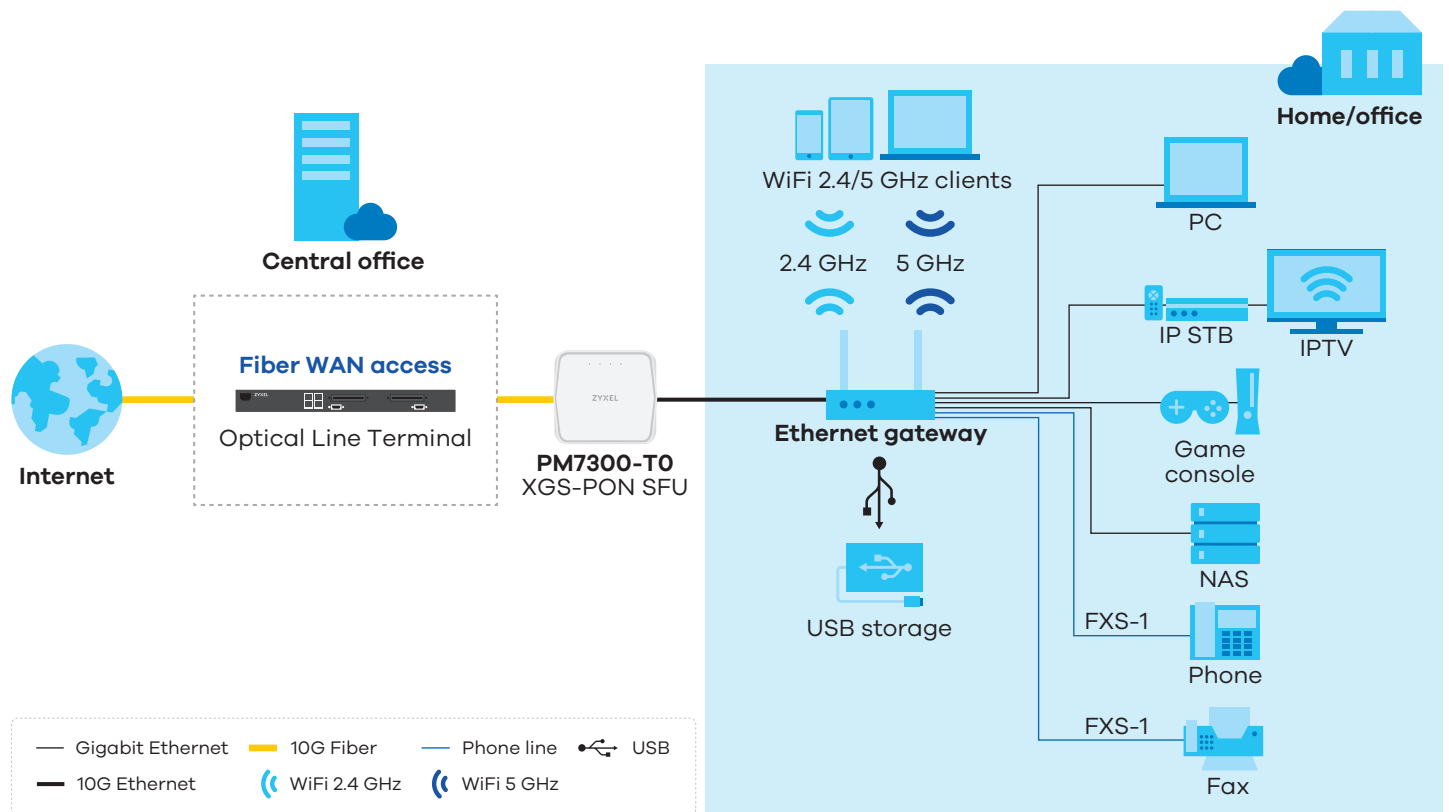 Home/office
WiFi 2.4/5 GHz clients
PC
Central office
2.4 GHz
5 GHz
IP STB
IPTV
Fiber WAN access
ZYXEL
ZYXEL
Optical Line Terminal
Internet
PM7300-T0
XGS-PON SFU
Ethernet gateway
Game
console
NAS
USB storage
FXS-1
Phone
FXS-1
Fax
Gigabit Ethernet
10G Fiber
Phone line
USB
10G Ethernet
WiFi 2.4 GHz
WiFi 5 GHz